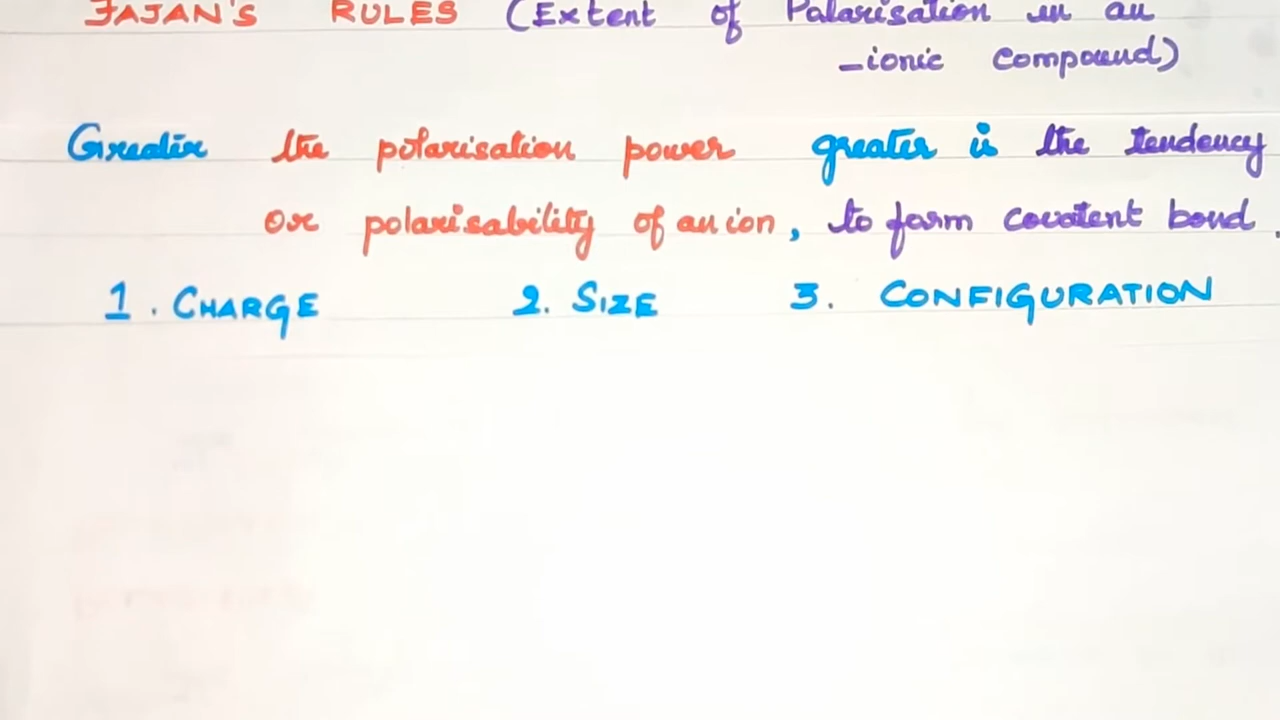 FAJAN'S RULES (Extent of Polarisation in an
-ionic compound)
Greater the polarisation power greater is the tendency
or polarisability of an ion, to form covalent bond.
1. CHARGE 2. SIZE 3. CONFIGURATION